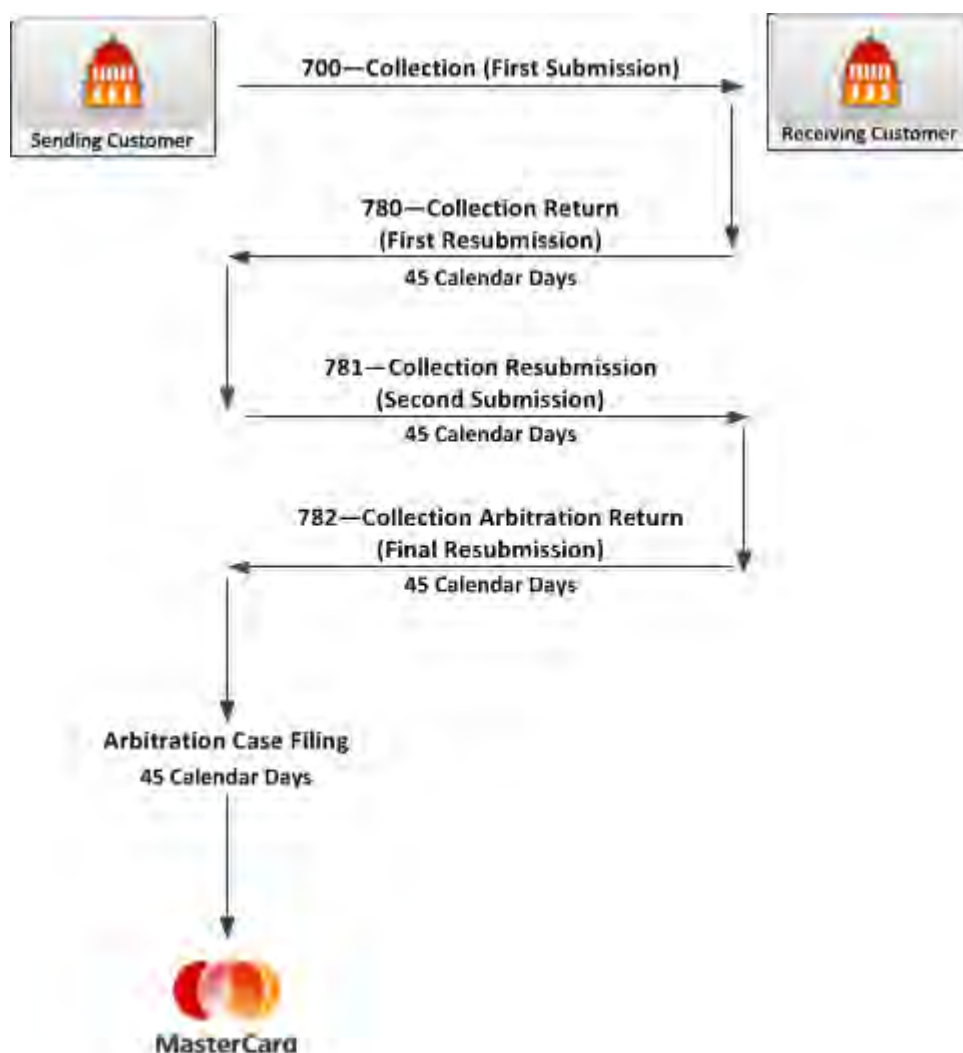 700—Collection (First Submission)
Sending Customer
Receiving Customer
780—Collection Return
(First Resubmission)
45 Calendar Days
781—Collection Resubmission
(Second Submission)
45 Calendar Days
782—Collection Arbitration Return
(Final Resubmission)
45 Calendar Days
Arbitration Case Filing
45 Calendar Days
MasterCard